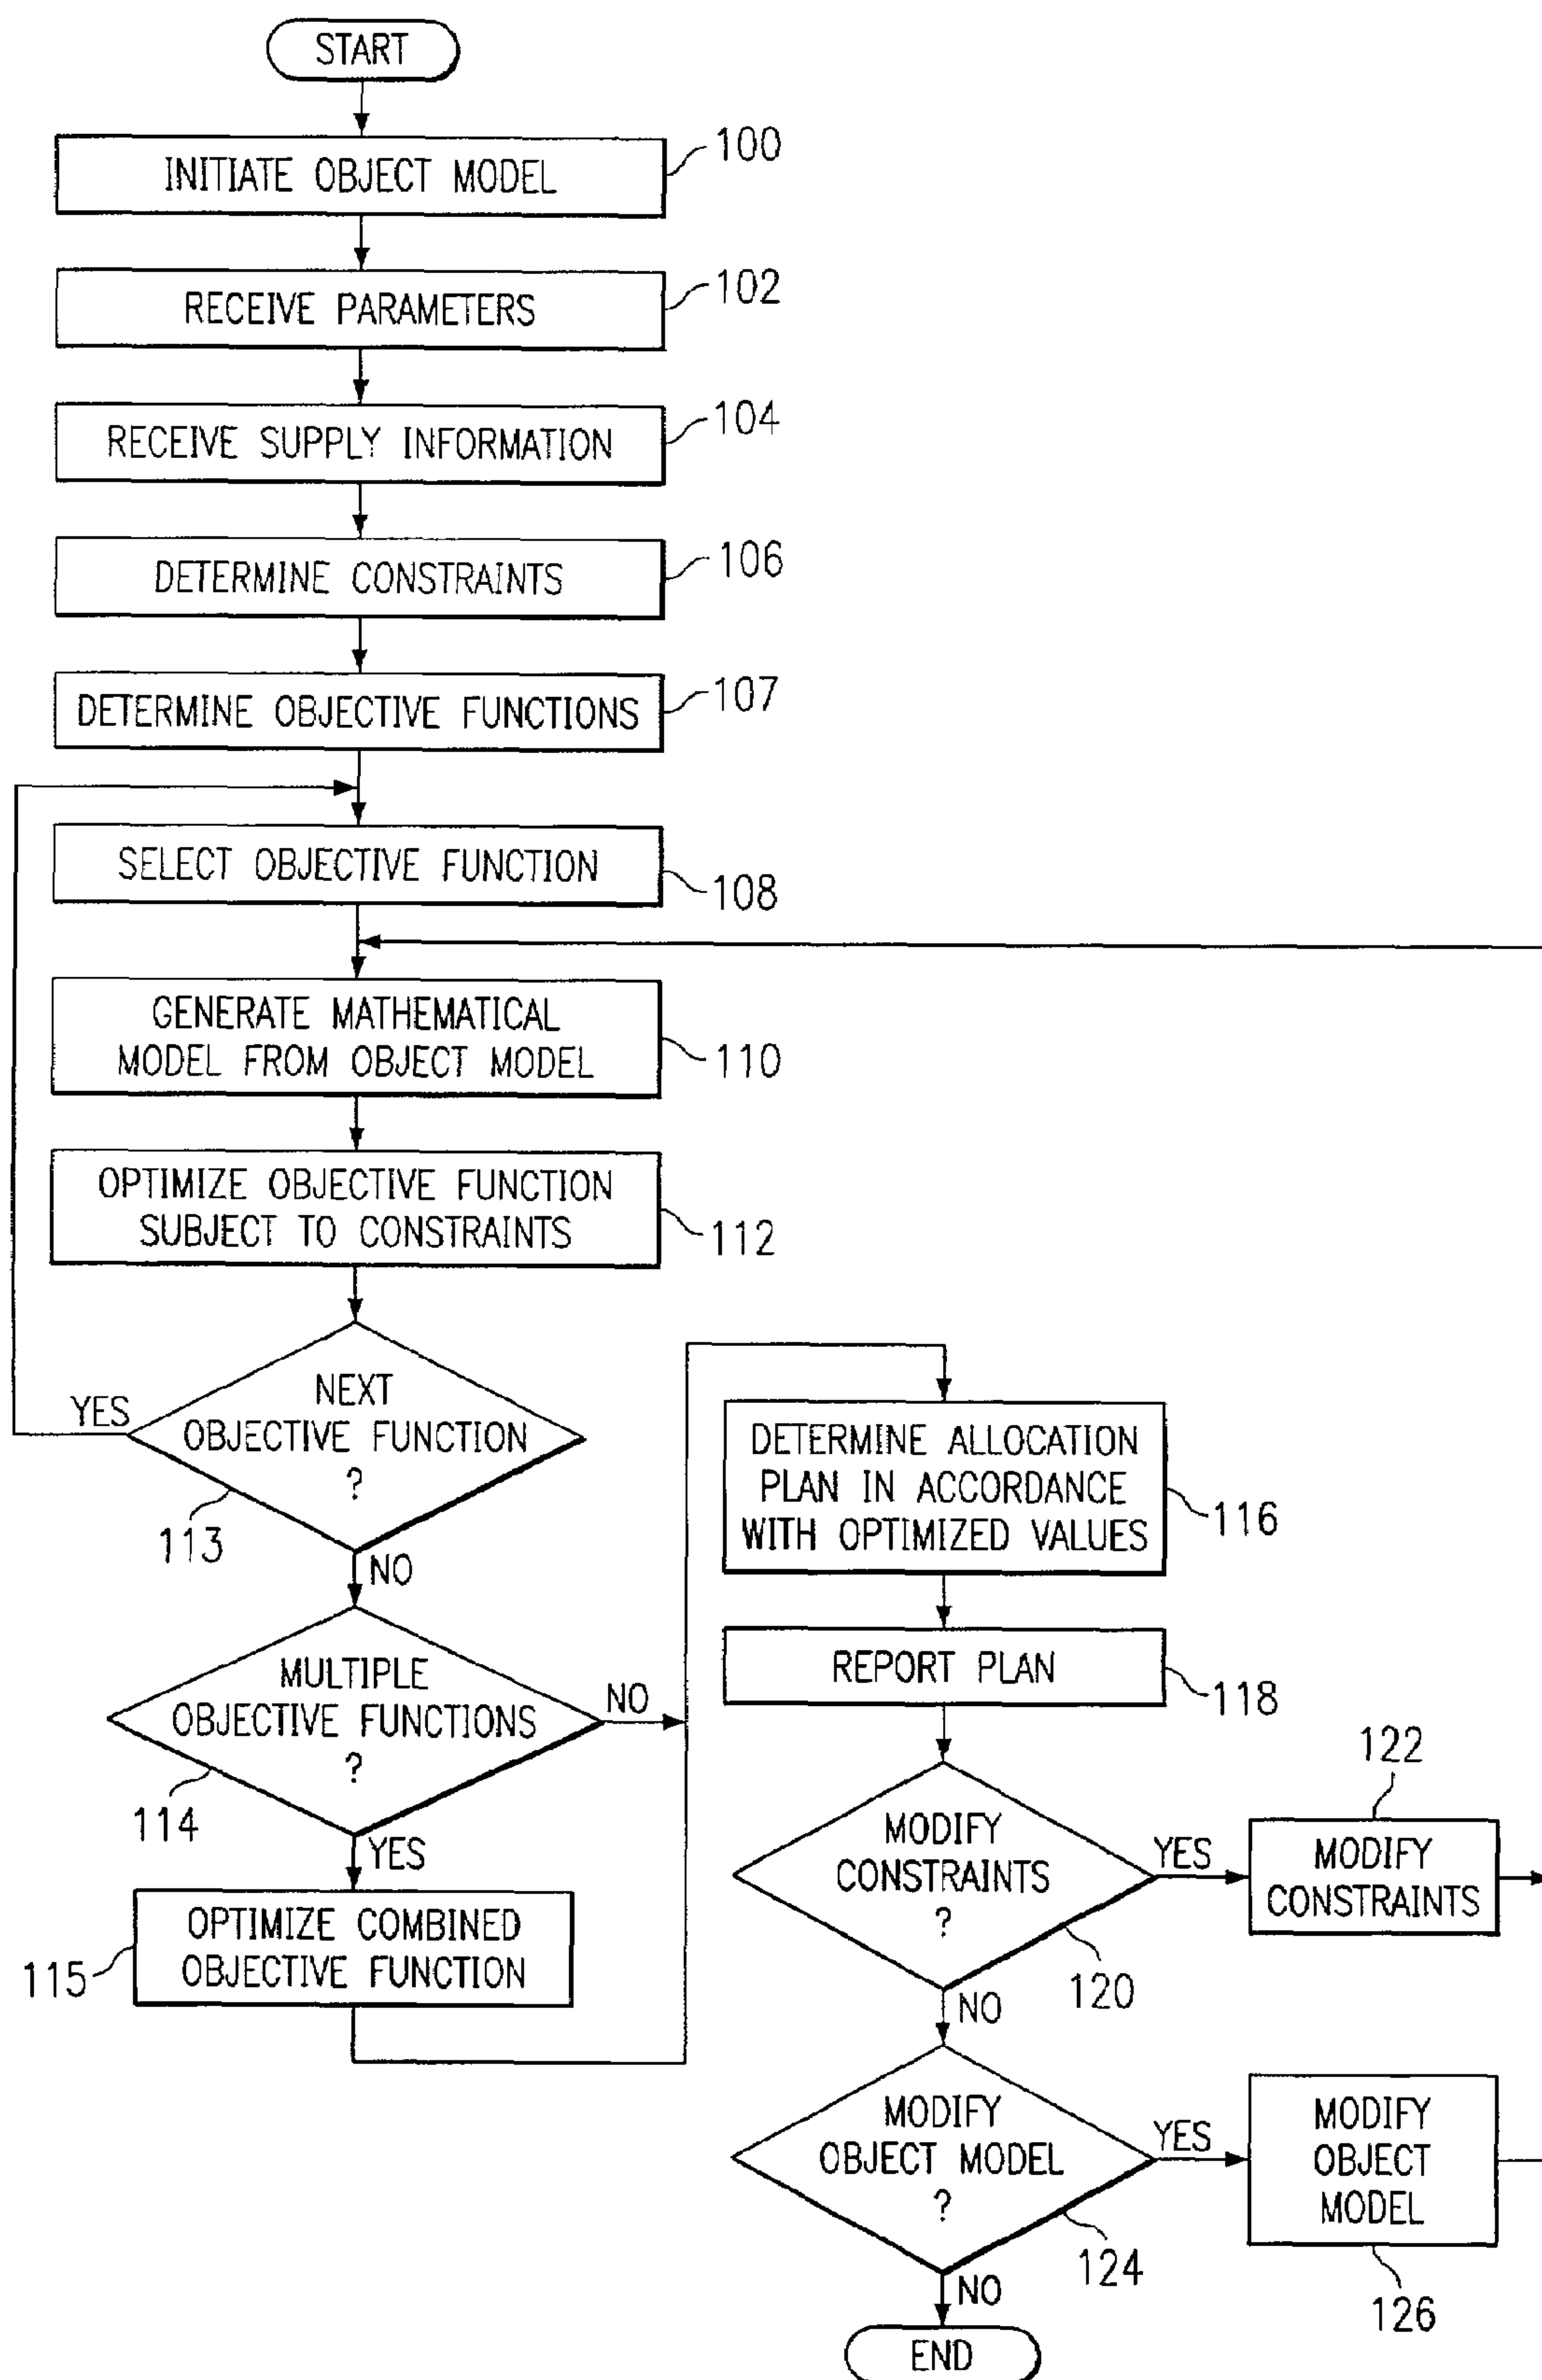 START
INITIATE OBJECT MODEL
100
RECEIVE PARAMETERS
102
RECEIVE SUPPLY INFORMATION
104
DETERMINE CONSTRAINTS
106
DETERMINE OBJECTIVE FUNCTIONS
107
SELECT OBJECTIVE FUNCTION
108
GENERATE MATHEMATICAL
MODEL FROM OBJECT MODEL
110
OPTIMIZE OBJECTIVE FUNCTION
SUBJECT TO CONSTRAINTS
112
NEXT
OBJECTIVE FUNCTION
?
YES
113
NO
MULTIPLE
OBJECTIVE FUNCTIONS
?
NO
114
YES
OPTIMIZE COMBINED
OBJECTIVE FUNCTION
115
DETERMINE ALLOCATION
PLAN IN ACCORDANCE
WITH OPTIMIZED VALUES
116
REPORT PLAN
118
MODIFY
CONSTRAINTS
?
YES
120
122
MODIFY
CONSTRAINTS
NO
MODIFY
OBJECT MODEL
?
YES
124
MODIFY
OBJECT
MODEL
126
NO
END